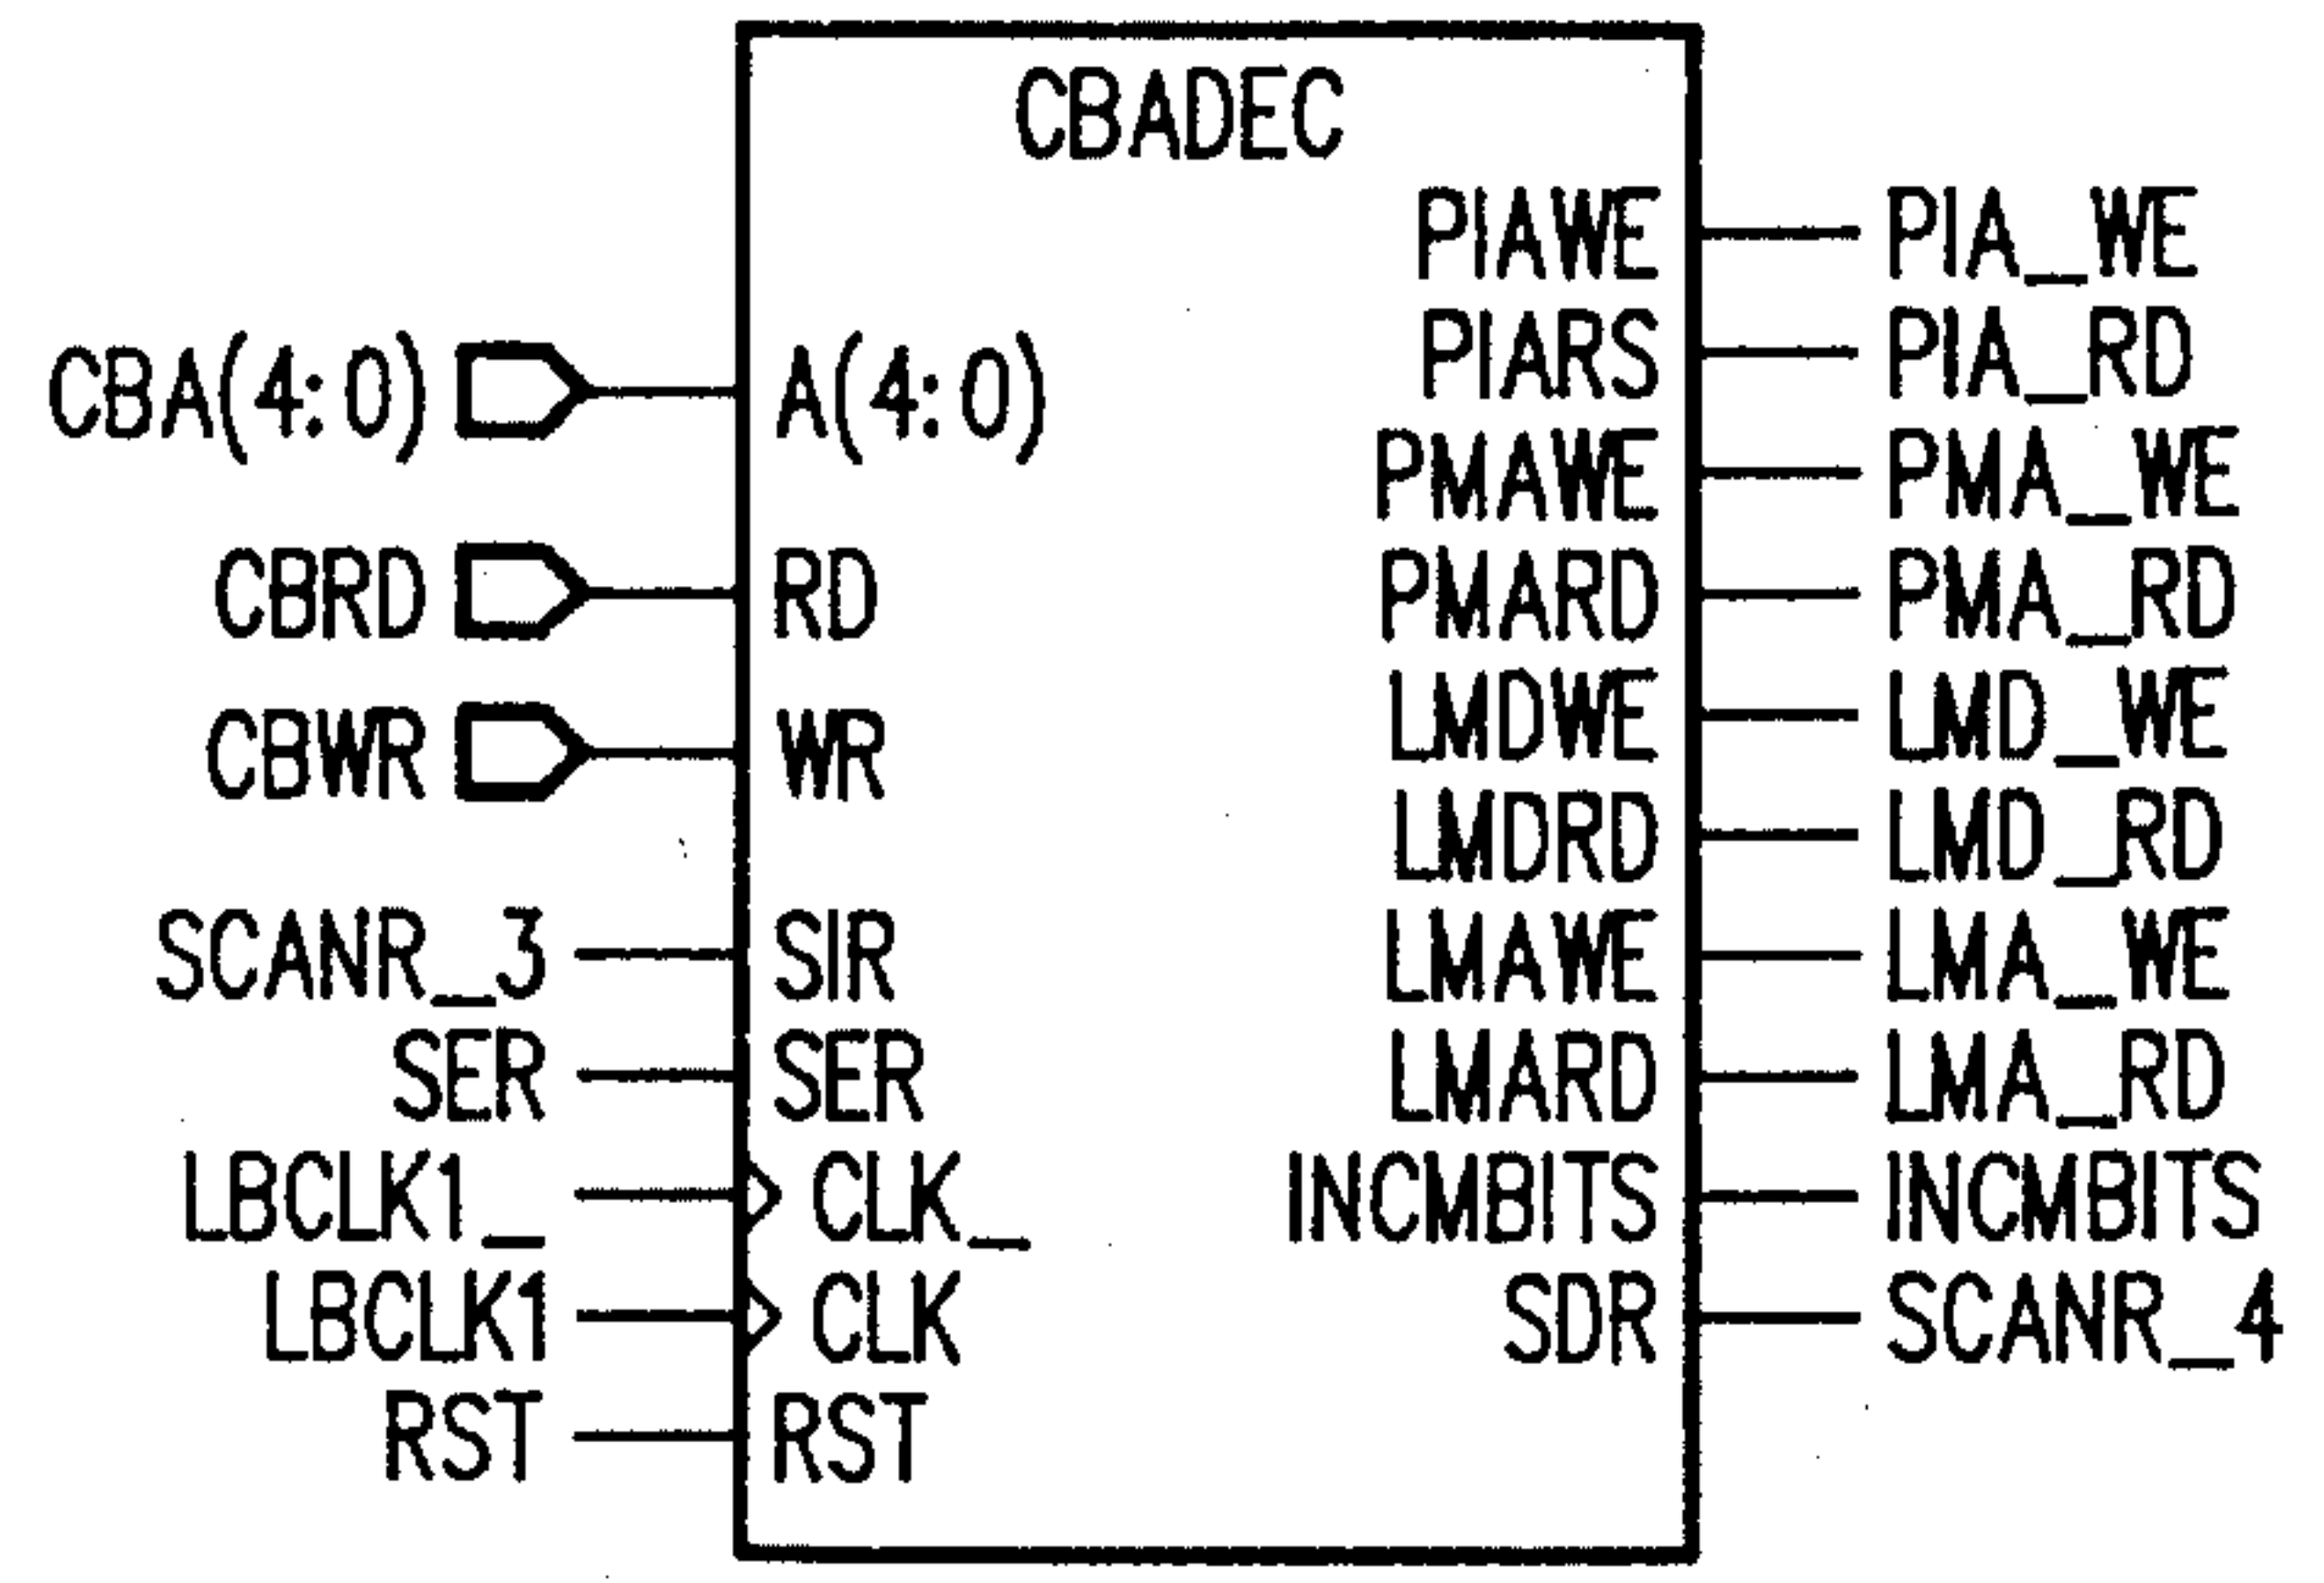 CBADEC
PIAWE PIA_WE
PIARS PIA_RD
CBA(4:0) A(4:0)
PMAWE PMA_WE
CBRD RD PMARD PMA_RD
LMDWE LMD_WE
CBWR WR
LMDRD LMD_RD
SCANR_3 SIR LMAWE LMA_WE
SER SER LMARD LMA_RD
LBCLK1_ CLK_ INCMBITS INCMBITS
LBCLK1 CLK SDR SCANR_4
RST RST